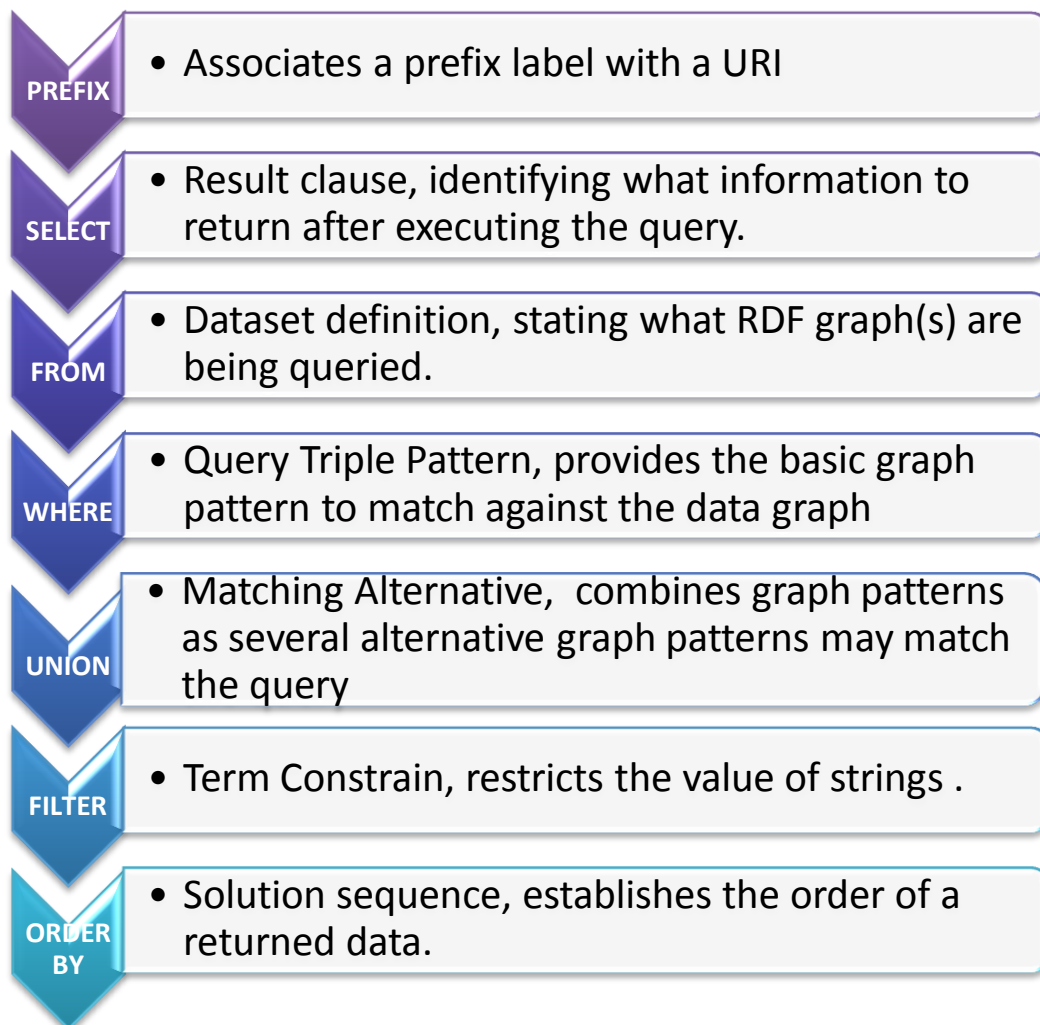 PREFIX
• Associates a prefix label with a URI
SELECT
• Result clause, identifying what information to
return after executing the query.
FROM
• Dataset definition, stating what RDF graph(s) are
being queried.
WHERE
• Query Triple Pattern, provides the basic graph
pattern to match against the data graph
UNION
• Matching Alternative,  combines graph patterns
as several alternative graph patterns may match
the query
FILTER
• Term Constrain, restricts the value of strings .
ORDER
BY
• Solution sequence, establishes the order of a
returned data.